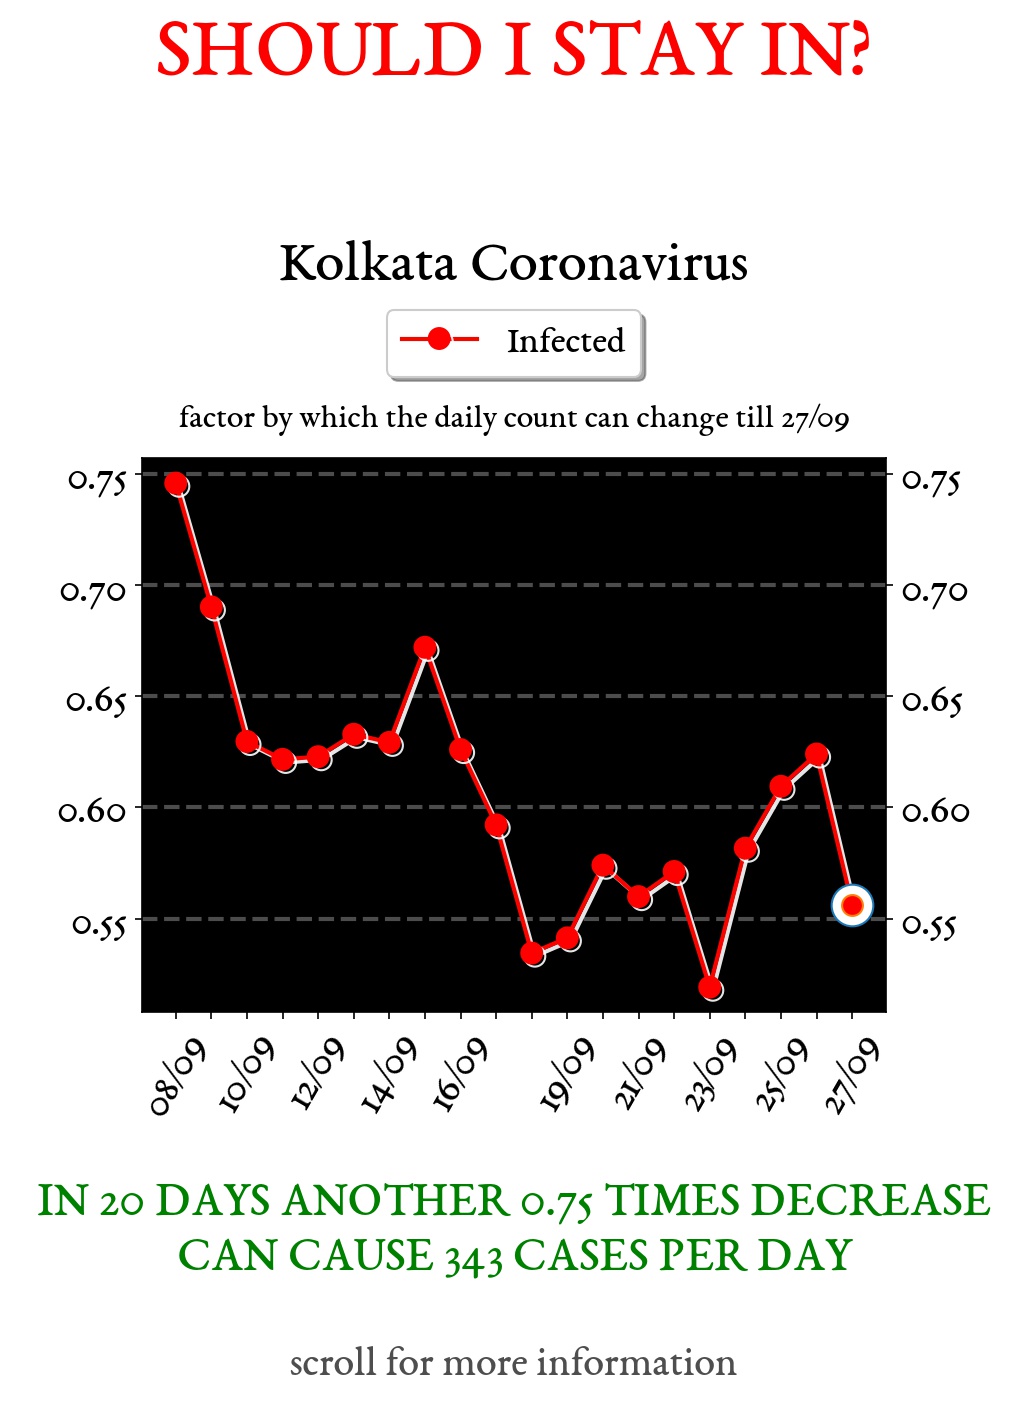 SHOULD I STAY IN?
Kolkata Coronavirus
Infected
factor by which the daily count can change till 27/09
0.75 0.75
0.70 0.70
0.65 0.65
0.60 0.60
0.55 0.55
08/09 10/09 12/09 14/09 16/09 19/09 21/09 23/09 25/09 27/09
IN 20 DAYS ANOTHER 0.75 TIMES DECREASE
CAN CAUSE 343 CASES PER DAY
scroll for more information